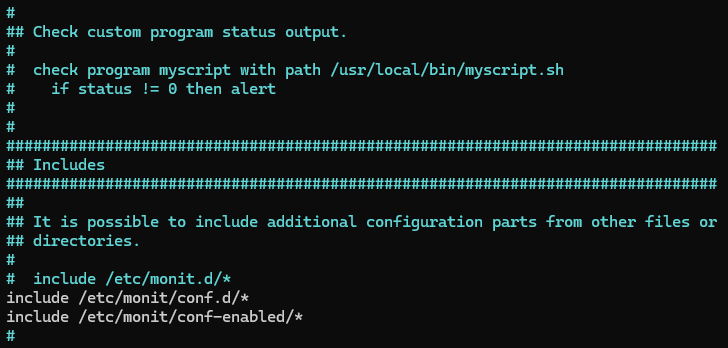 #
## Check custom program status output.
#
#  check program myscript with path /usr/local/bin/myscript.sh
#    if status != 0 then alert
#
#
###############################################################################
## Includes
###############################################################################
##
## It is possible to include additional configuration parts from other files or
## directories.
#
#  include /etc/monit.d/*
include /etc/monit/conf.d/*
include /etc/monit/conf-enabled/*
#